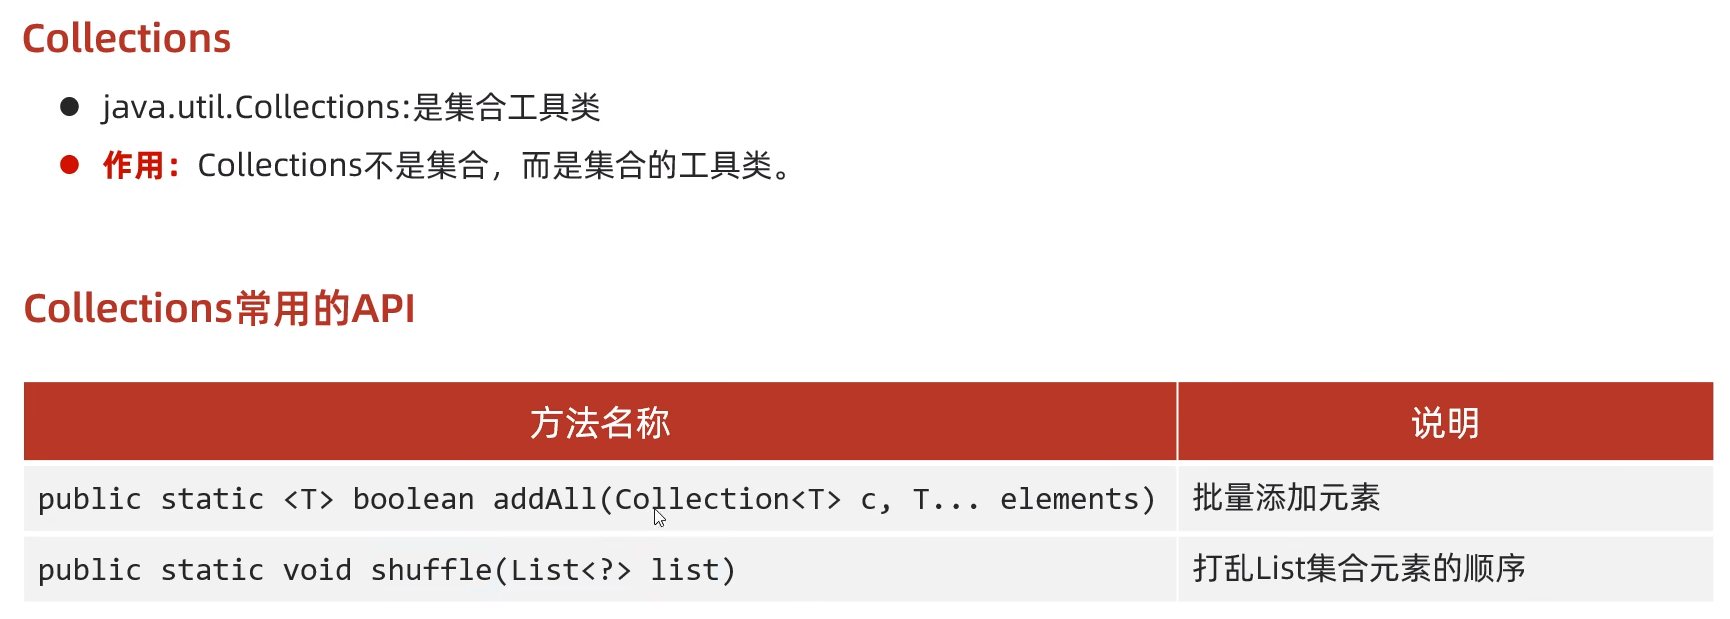 Collections
java.util.Collections:是集合工具类
作用：Collections不是集合，而是集合的工具类。
Collections常用的API
方法名称 说明
public static <T> boolean addAll(Collection<T> c, T... elements) 批量添加元素
public static void shuffle(List<?> list) 打乱List集合元素的顺序